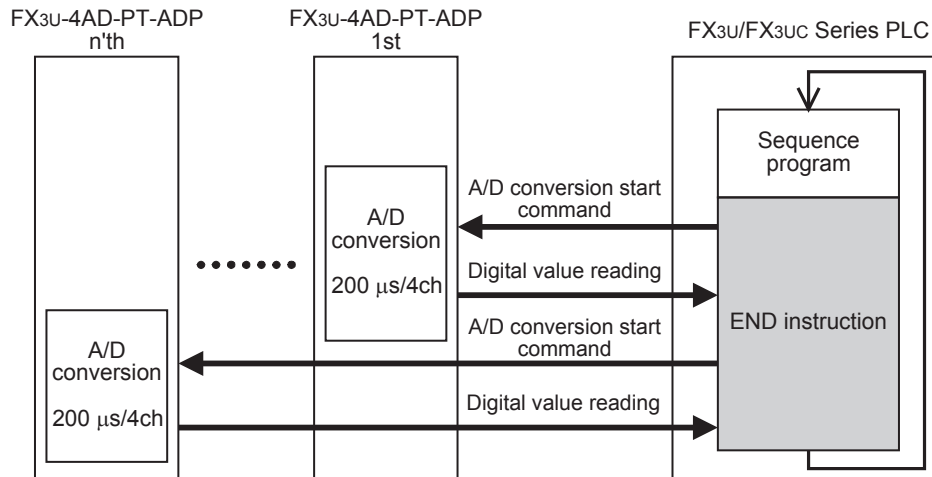 FX3U-4AD-PT-ADP
n'th
FX3U-4AD-PT-ADP
1st
FX3U/FX3UC Series PLC
Sequence
program
A/D conversion start
command
A/D
conversion
200 μs/4ch
Digital value reading
END instruction
A/D conversion start
command
A/D
conversion
200 μs/4ch
Digital value reading